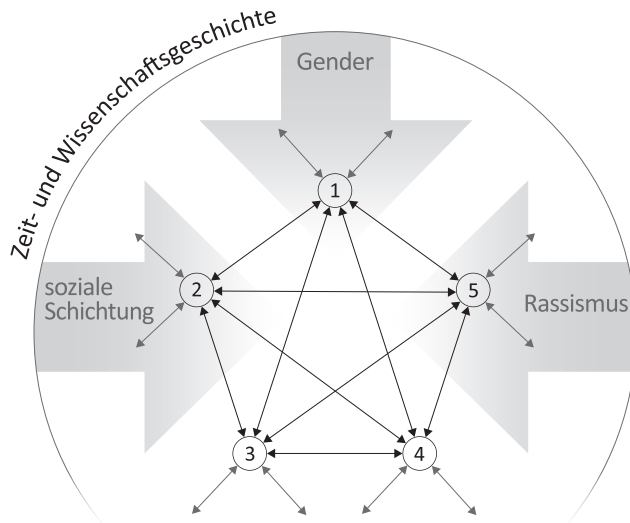 Zeit- und Wissenschaftsgeschichte
Gender
1
soziale
Schichtung
2
5
Rassismus
3
4